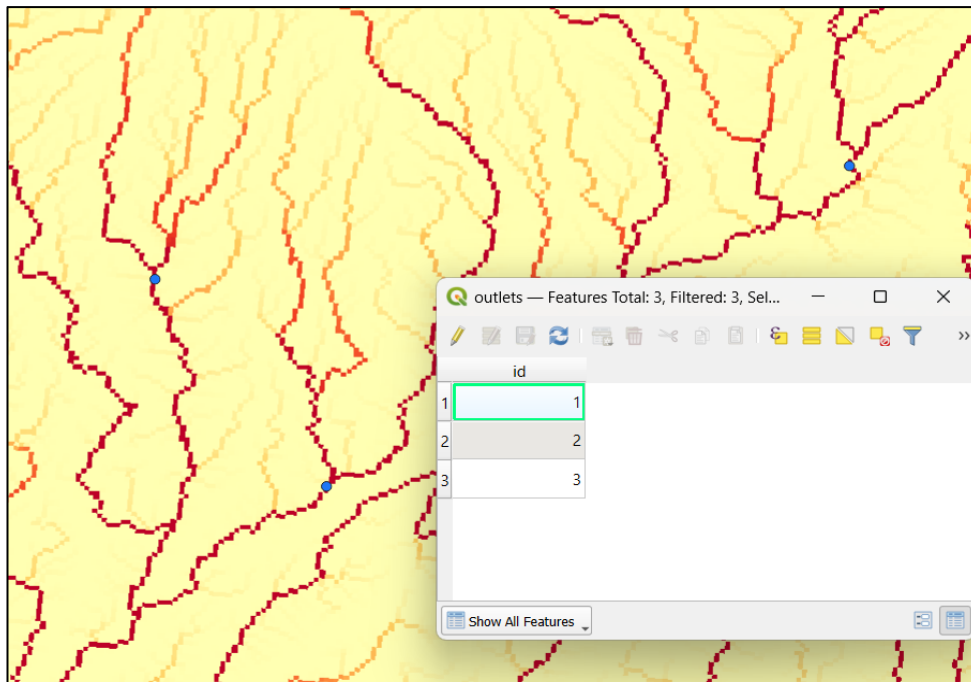 outlets — Features Total: 3, Filtered: 3, Sel...
ε
»
id
1 1
2 2
3 3
Show All Features